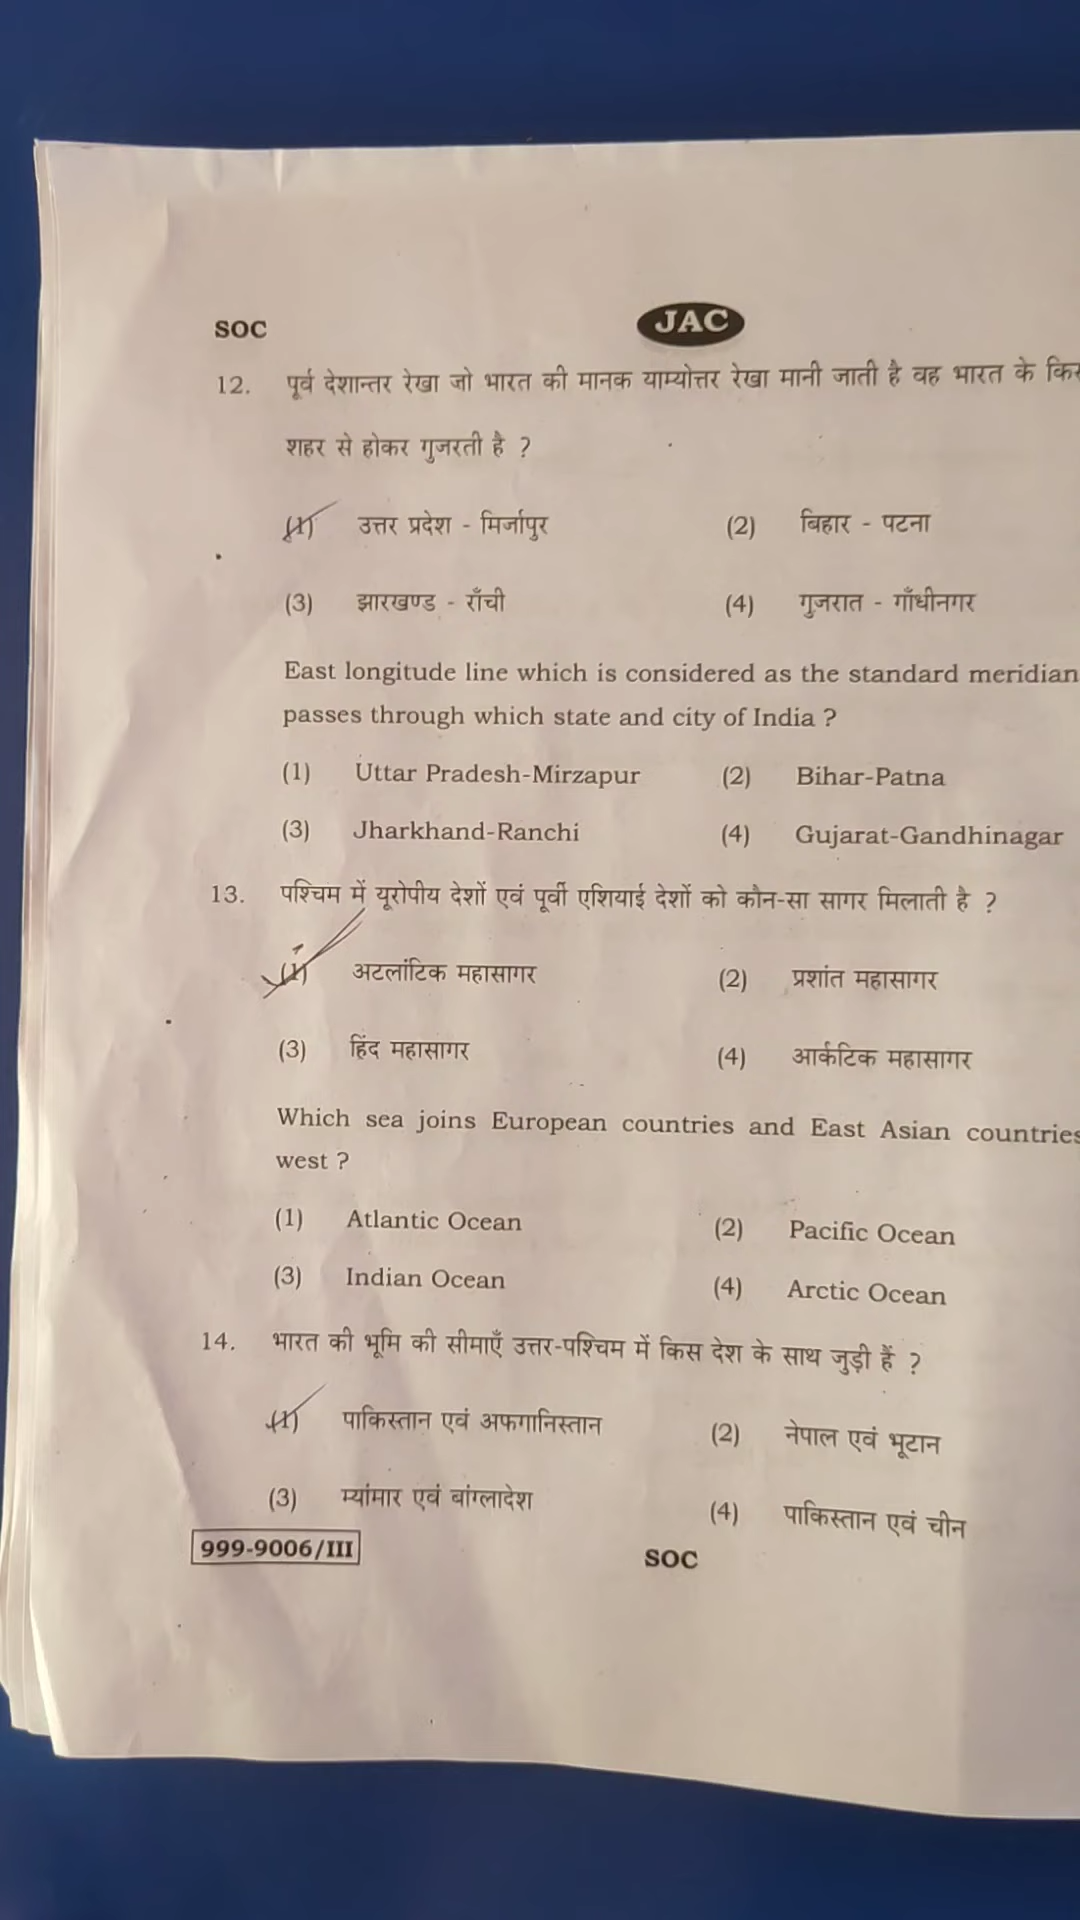 SOC
JAC
12. पूर्व देशान्तर रेखा जो भारत की मानक याम्योत्तर रेखा मानी जाती है वह भारत के
शहर से होकर गुजरती है ?
(1) उत्तर प्रदेश - मिर्जापुर (2) बिहार - पटना
(3) झारखण्ड - राँची (4) गुजरात - गाँधीनगर
East longitude line which is considered as the standard meridian
passes through which state and city of India ?
(1) Uttar Pradesh-Mirzapur (2) Bihar-Patna
(3) Jharkhand-Ranchi (4) Gujarat-Gandhinagar
13. पश्चिम में यूरोपीय देशों एवं पूर्वी एशियाई देशों को कौन-सा सागर मिलाती है ?
(1) अटलांटिक महासागर (2) प्रशांत महासागर
(3) हिंद महासागर (4) आर्कटिक महासागर
Which sea joins European countries and East Asian countries
west ?
(1) Atlantic Ocean (2) Pacific Ocean
(3) Indian Ocean (4) Arctic Ocean
14. भारत की भूमि की सीमाएँ उत्तर-पश्चिम में किस देश के साथ जुड़ी हैं ?
(1) पाकिस्तान एवं अफगानिस्तान (2) नेपाल एवं भूटान
(3) म्यांमार एवं बांग्लादेश (4) पाकिस्तान एवं चीन
999-9006/III SOC